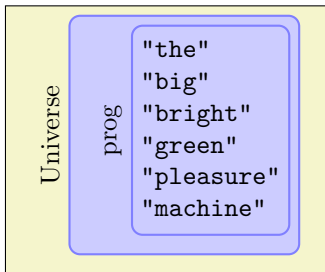 Universe
prog
"the"
"big"
"bright"
"green"
"pleasure"
"machine"